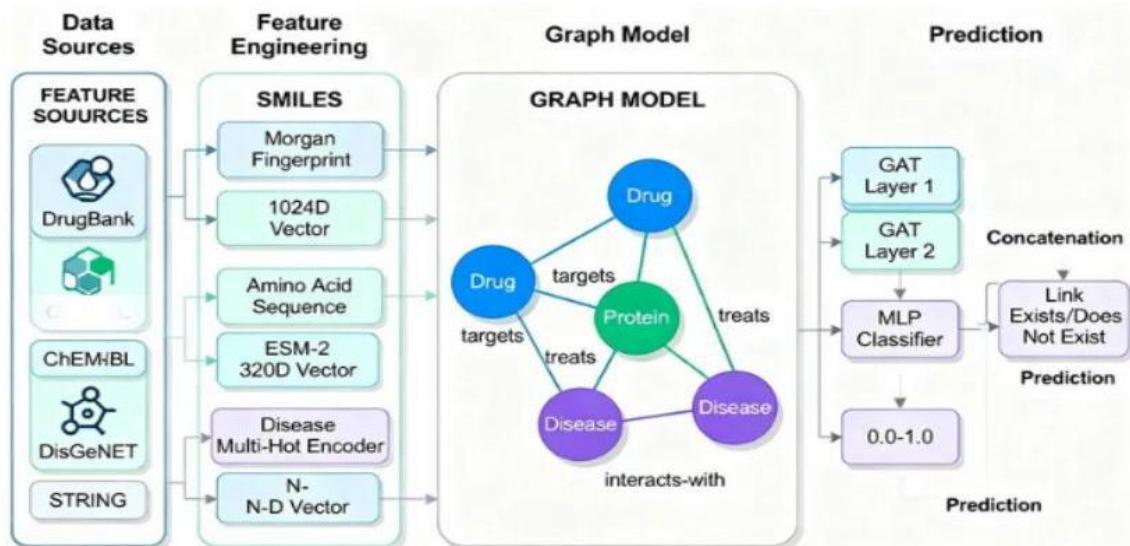 Data
Sources
Feature
Engineering
Graph Model
Prediction
FEATURE
SOUURCES
DrugBank
ChEMiBL
DisGeNET
STRING
SMILES
Morgan
Fingerprint
1024D
Vector
Amino Acid
Sequence
ESM-2
320D Vector
Disease
Multi-Hot Encoder
N-
N-D Vector
GRAPH MODEL
Drug
Drug
targets
Protein
targets
treats
treats
Disease
Disease
interacts-with
GAT
Layer 1
GAT
Layer 2
MLP
Classifier
0.0-1.0
Concatenation
Link
Exists/Does
Not Exist
Prediction
Prediction